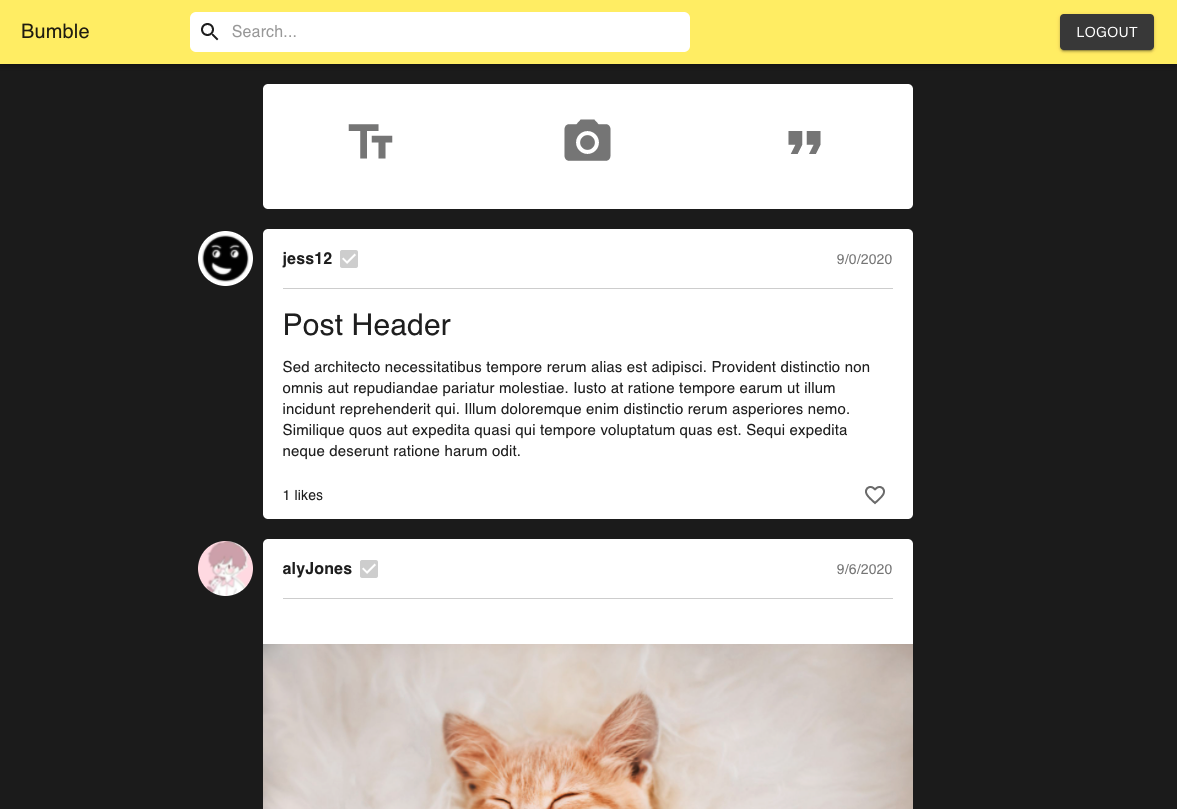 Bumble
Search...
LOGOUT
jess12
9/0/2020
Post Header
Sed architecto necessitatibus tempore rerum alias est adipisci. Provident distinctio non
omnis aut repudiandae pariatur molestiae. Iusto at ratione tempore earum ut illum
incidunt reprehenderit qui. Illum doloremque enim distinctio rerum asperiores nemo.
Similique quos aut expedita quasi qui tempore voluptatum quas est. Sequi expedita
neque deserunt ratione harum odit.
1 likes
alyJones
9/6/2020